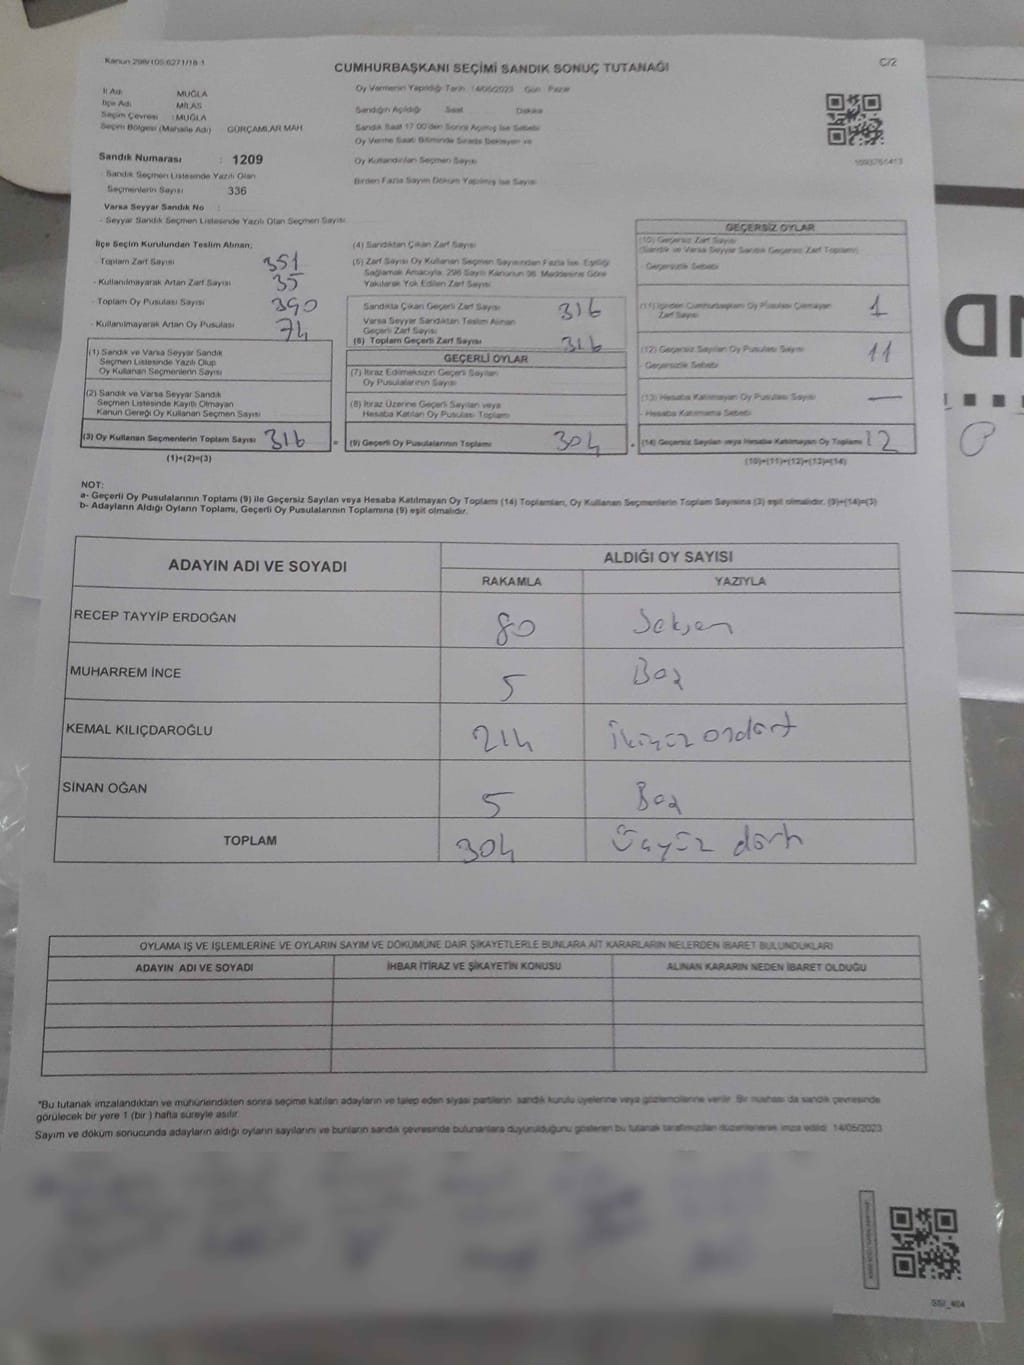 Kanun 298/105;6271/18-1
CUMHURBAŞKANI SEÇİMİ SANDIK SONUÇ TUTANAĞI
C/2
İl Adı MUĞLA
İlçe Adı MİLAS
Seçim Çevresi : MUĞLA
Seçim Bölgesi (Mahalle Adı) GÜRÇAMLAR MAH.
Oy Vermenin Yapıldığı Tarih 14/05/2023 Gün Pazar
Sandığın Açıldığı Saat Dakika
Sandık Saat 17:00'den Sonra Açılmış İse Sebebi
Oy Verme Saati Bitiminde Sırada Bekleyen ve
Oy Kullandırılan Seçmen Sayısı
Birden Fazla Sayım Döküm Yapılmış İse Sayısı
Sandık Numarası : 1209
- Sandık Seçmen Listesinde Yazılı Olan
Seçmenlerin Sayısı 336
Varsa Seyyar Sandık No :
- Seyyar Sandık Seçmen Listesinde Yazılı Olan Seçmen Sayısı
İlçe Seçim Kurulundan Teslim Alınan;
- Toplam Zarf Sayısı 351
- Kullanılmayarak Artan Zarf Sayısı 35
- Toplam Oy Pusulası Sayısı 390
- Kullanılmayarak Artan Oy Pusulası 74
(1) Sandık ve Varsa Seyyar Sandık
Seçmen Listesinde Yazılı Olup
Oy Kullanan Seçmenlerin Sayısı
(2) Sandık ve Varsa Seyyar Sandık
Seçmen Listesinde Kayıtlı Olmayan
Kanun Gereği Oy Kullanan Seçmen Sayısı
(3) Oy Kullanan Seçmenlerin Toplam Sayısı 316
(1)+(2)=(3)
(4) Sandıktan Çıkan Zarf Sayısı
(5) Zarf Sayısı Oy Kullanan Seçmen Sayısından Fazla İse, Eşitliği
Sağlamak Amacıyla, 298 Sayılı Kanunun 98. Maddesine Göre
Yakılarak Yok Edilen Zarf Sayısı
Sandıkta Çıkan Geçerli Zarf Sayısı 316
Varsa Seyyar Sandıktan Teslim Alınan
Geçerli Zarf Sayısı
(6) Toplam Geçerli Zarf Sayısı 316
GEÇERLİ OYLAR
(7) İtiraz Edilmeksizin Geçerli Sayılan
Oy Pusulalarının Sayısı
(8) İtiraz Üzerine Geçerli Sayılan veya
Hesaba Katılan Oy Pusulası Toplamı
= (9) Geçerli Oy Pusulalarının Toplamı 304
GEÇERSİZ OYLAR
(10) Geçersiz Zarf Sayısı
(Sandık ve Varsa Seyyar Sandık Geçersiz Zarf Toplamı)
- Geçersizlik Sebebi
(11) İçinden Cumhurbaşkanı Oy Pusulası Çıkmayan
Zarf Sayısı 1
(12) Geçersiz Sayılan Oy Pusulası Sayısı 11
Geçersizlik Sebebi
(13) Hesaba Katılmayan Oy Pusulası Sayısı —
- Hesaba Katılmama Sebebi
+ (14) Geçersiz Sayılan veya Hesaba Katılmayan Oy Toplamı 12
(10)+(11)+(12)+(13)=(14)
NOT:
a- Geçerli Oy Pusulalarının Toplamı (9) ile Geçersiz Sayılan veya Hesaba Katılmayan Oy Toplamı (14) Toplamları, Oy Kullanan Seçmenlerin Toplam Sayısına (3) eşit olmalıdır. (9)+(14)=(3)
b- Adayların Aldığı Oyların Toplamı, Geçerli Oy Pusulalarının Toplamına (9) eşit olmalıdır.
ADAYIN ADI VE SOYADI
ALDIĞI OY SAYISI
RAKAMLA YAZIYLA
RECEP TAYYİP ERDOĞAN 80 Seksen
MUHARREM İNCE 5 Beş
KEMAL KILIÇDAROĞLU 214 İkiyüz ondört
SİNAN OĞAN 5 Beş
TOPLAM 304 Üçyüz dört
OYLAMA İŞ VE İŞLEMLERİNE VE OYLARIN SAYIM VE DÖKÜMÜNE DAİR ŞİKAYETLERLE BUNLARA AİT KARARLARIN NELERDEN İBARET BULUNDUKLARI
ADAYIN ADI VE SOYADI İHBAR İTİRAZ VE ŞİKAYETİN KONUSU ALINAN KARARIN NEDEN İBARET OLDUĞU
"Bu tutanak imzalandıktan ve mühürlendikten sonra seçime katılan adayların ve talep eden siyasi partilerin sandık kurulu üyelerine veya gözlemcilerine verilir. Bir nüshası da sandık çevresinde
görülecek bir yere 1 (bir) hafta süreyle asılır.
Sayım ve döküm sonucunda adayların aldığı oyların sayılarını ve bunların sandık çevresinde bulunanlara duyurulduğunu gösteren bu tutanak tarafımızdan düzenlenerek imza edildi. 14/05/2023
SSI_404